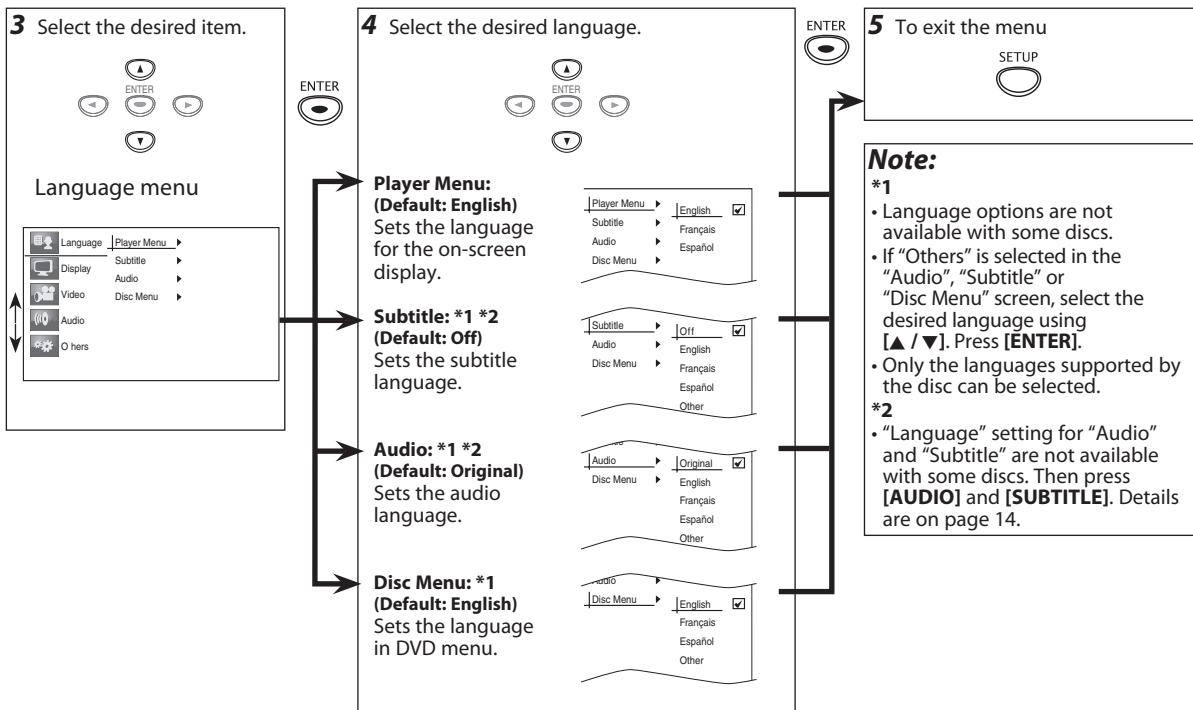 3 Select the desired item.
ENTER
ENTER
Language menu
Language Player Menu
Display Subtitle
Audio
Video Disc Menu
Audio
O hers
4 Select the desired language.
ENTER
Player Menu:
(Default: English)
Sets the language
for the on-screen
display.
Player Menu English
Subtitle Français
Audio Español
Disc Menu
Subtitle: *1 *2
(Default: Off)
Sets the subtitle
language.
Subtitle Off
Audio English
Disc Menu Français
Español
Other
Audio: *1 *2
(Default: Original)
Sets the audio
language.
Audio Original
Disc Menu English
Français
Español
Other
Disc Menu: *1
(Default: English)
Sets the language
in DVD menu.
Audio
Disc Menu English
Français
Español
Other
ENTER
5 To exit the menu
SETUP
Note:
*1
• Language options are not
available with some discs.
• If “Others” is selected in the
“Audio”, “Subtitle” or
“Disc Menu” screen, select the
desired language using
[▲ / ▼]. Press [ENTER].
• Only the languages supported by
the disc can be selected.
*2
• “Language” setting for “Audio”
and “Subtitle” are not available
with some discs. Then press
[AUDIO] and [SUBTITLE]. Details
are on page 14.